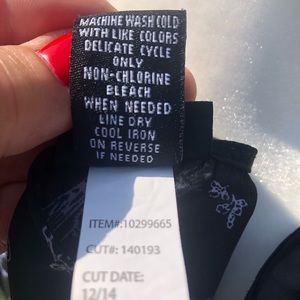 MACHINE WASH COLD
WITH LIKE COLORS
DELICATE CYCLE
ONLY
NON-CHLORINE
BLEACH
WHEN NEEDED
LINE DRY
COOL IRON
ON REVERSE
IF NEEDED
ITEM#:10299665
CUT#: 140193
CUT DATE:
12/14